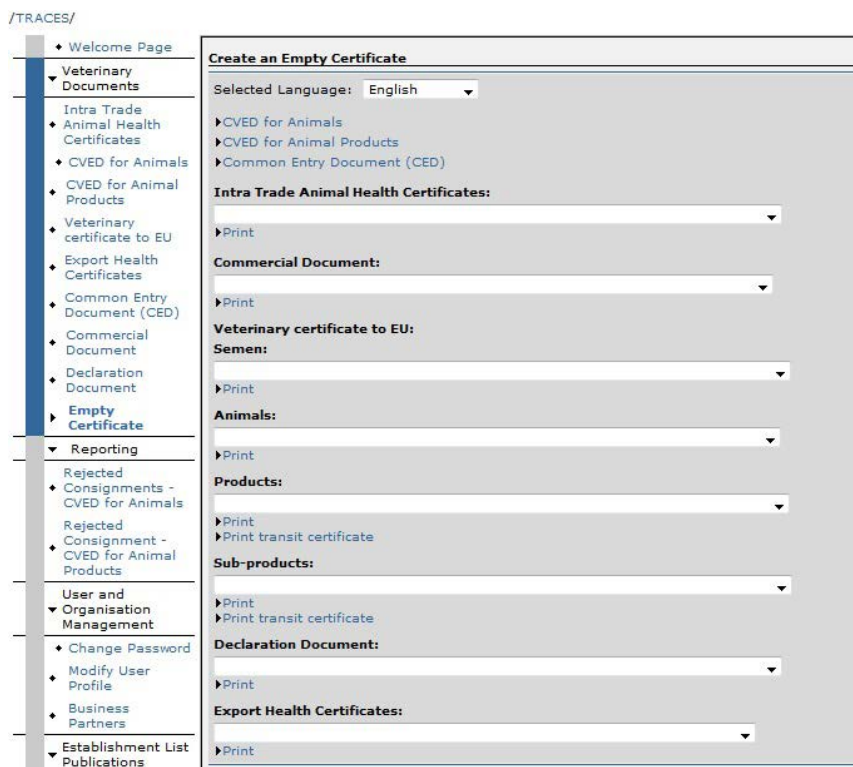 /TRACES/
Welcome Page
Veterinary
Documents
Intra Trade
Animal Health
Certificates
CVED for Animals
CVED for Animal
Products
Veterinary
certificate to EU
Export Health
Certificates
Common Entry
Document (CED)
Commercial
Document
Declaration
Document
Empty
Certificate
Reporting
Rejected
Consignments -
CVED for Animals
Rejected
Consignment -
CVED for Animal
Products
User and
Organisation
Management
Change Password
Modify User
Profile
Business
Partners
Establishment List
Publications
Create an Empty Certificate
Selected Language: English
CVED for Animals
CVED for Animal Products
Common Entry Document (CED)
Intra Trade Animal Health Certificates:
Print
Commercial Document:
Print
Veterinary certificate to EU:
Semen:
Print
Animals:
Print
Products:
Print
Print transit certificate
Sub-products:
Print
Print transit certificate
Declaration Document:
Print
Export Health Certificates:
Print